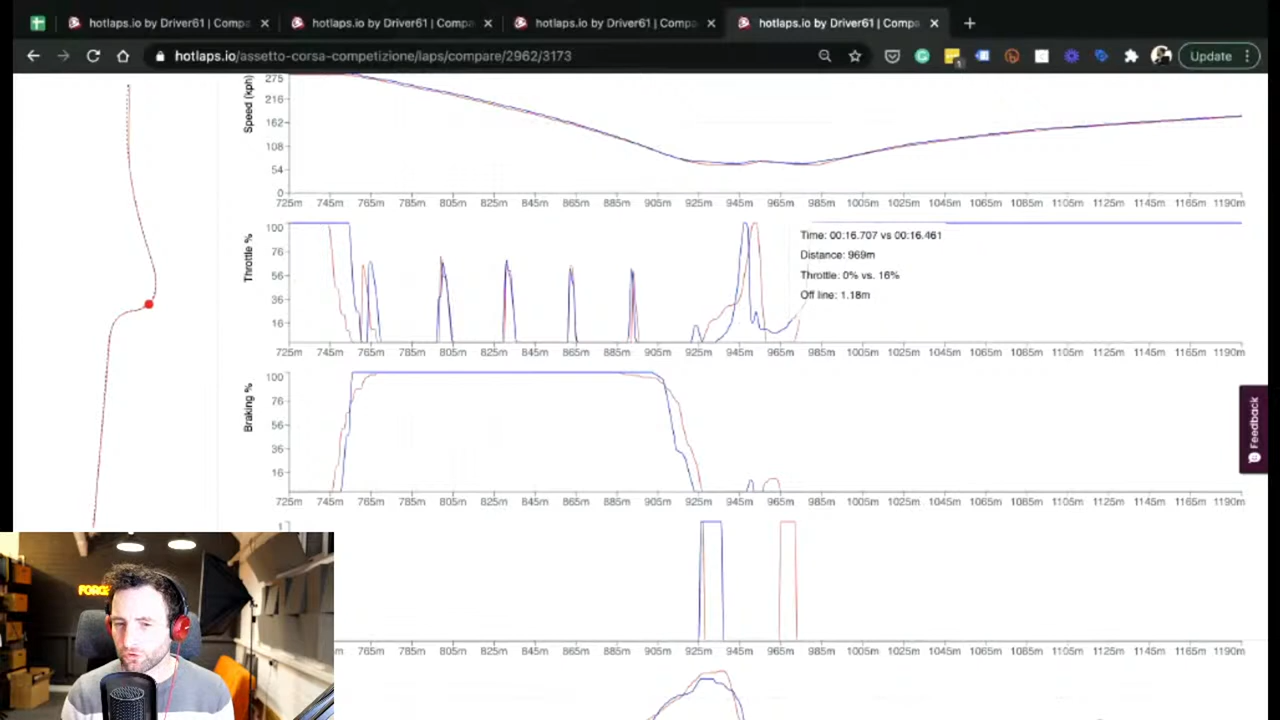 hotlaps.io by Driver61 | Compa
hotlaps.io by Driver61 | Compa
hotlaps.io by Driver61 | Compa
hotlaps.io by Driver61 | Compa
hotlaps.io/assetto-corsa-competizione/laps/compare/2962/3173
1
Update
Speed (kph)
275
216
162
108
54
0
725m 745m 765m 785m 805m 825m 845m 865m 885m 905m 925m 945m 965m 985m 1005m 1025m 1045m 1065m 1085m 1105m 1125m 1145m 1165m 1190m
Throttle %
100
76
56
36
16
Time: 00:16.707 vs 00:16.461
Distance: 969m
Throttle: 0% vs. 16%
Off line: 1.18m
725m 745m 765m 785m 805m 825m 845m 865m 885m 905m 925m 945m 965m 985m 1005m 1025m 1045m 1065m 1085m 1105m 1125m 1145m 1165m 1190m
Braking %
100
76
56
36
16
725m 745m 765m 785m 805m 825m 845m 865m 885m 905m 925m 945m 965m 985m 1005m 1025m 1045m 1065m 1085m 1105m 1125m 1145m 1165m 1190m
Feedback
1
765m 785m 805m 825m 845m 865m 885m 905m 925m 945m 965m 985m 1005m 1025m 1045m 1065m 1085m 1105m 1125m 1145m 1165m 1190m